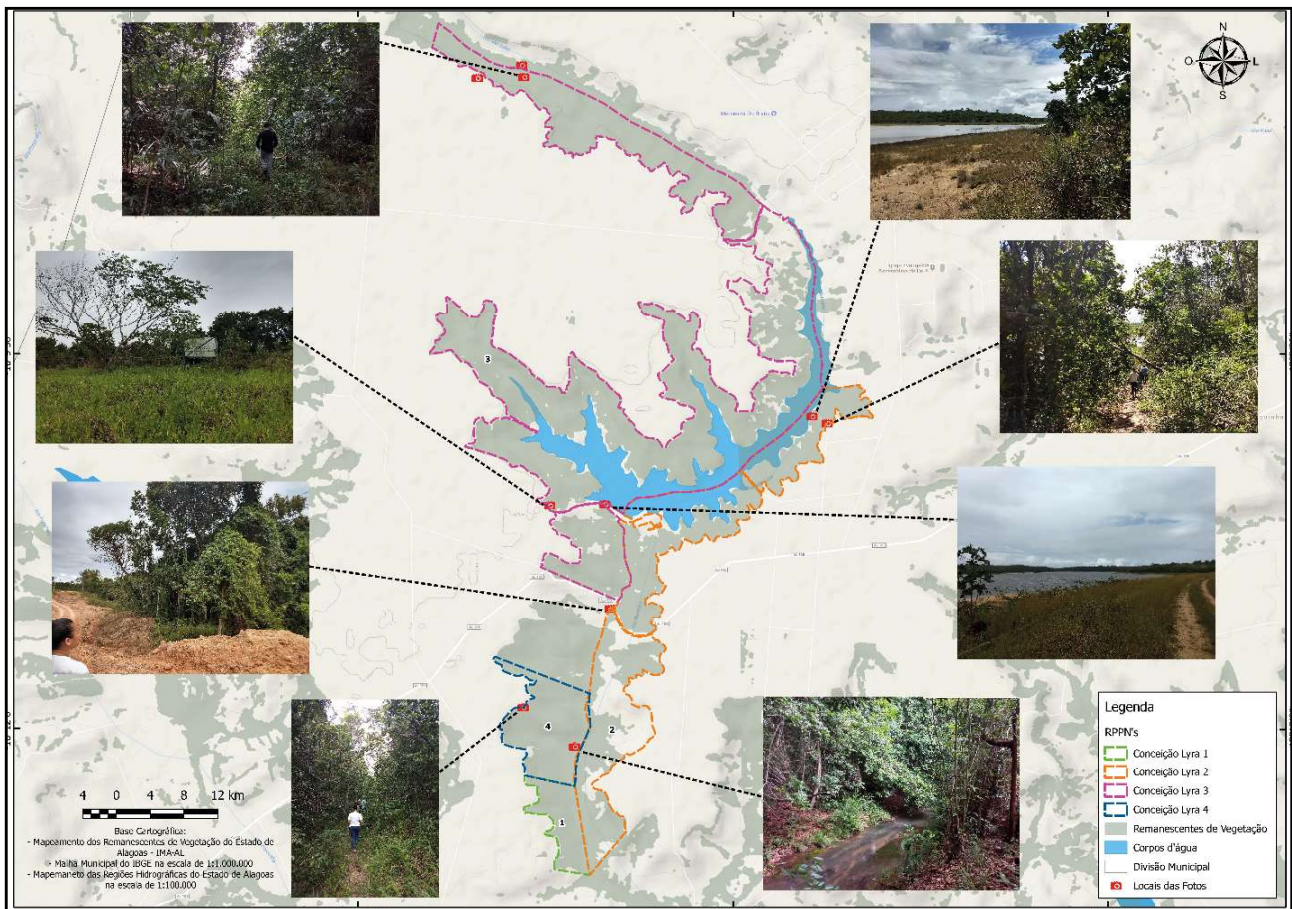 N
O
L
S
3
4
2
1
4 0 4 8 12 km
Base Cartográfica:
- Mapeamento dos Remanescentes de Vegetação do Estado de
Alagoas - IMA-AL
- Malha Municipal do IBGE na escala de 1:1.000.000
- Mapemaneto das Regiões Hidrográficas do Estado de Alagoas
na escala de 1:100.000
Legenda
RPPN's
Conceição Lyra 1
Conceição Lyra 2
Conceição Lyra 3
Conceição Lyra 4
Remanescentes de Vegetação
Corpos d'água
Divisão Municipal
Locais das Fotos